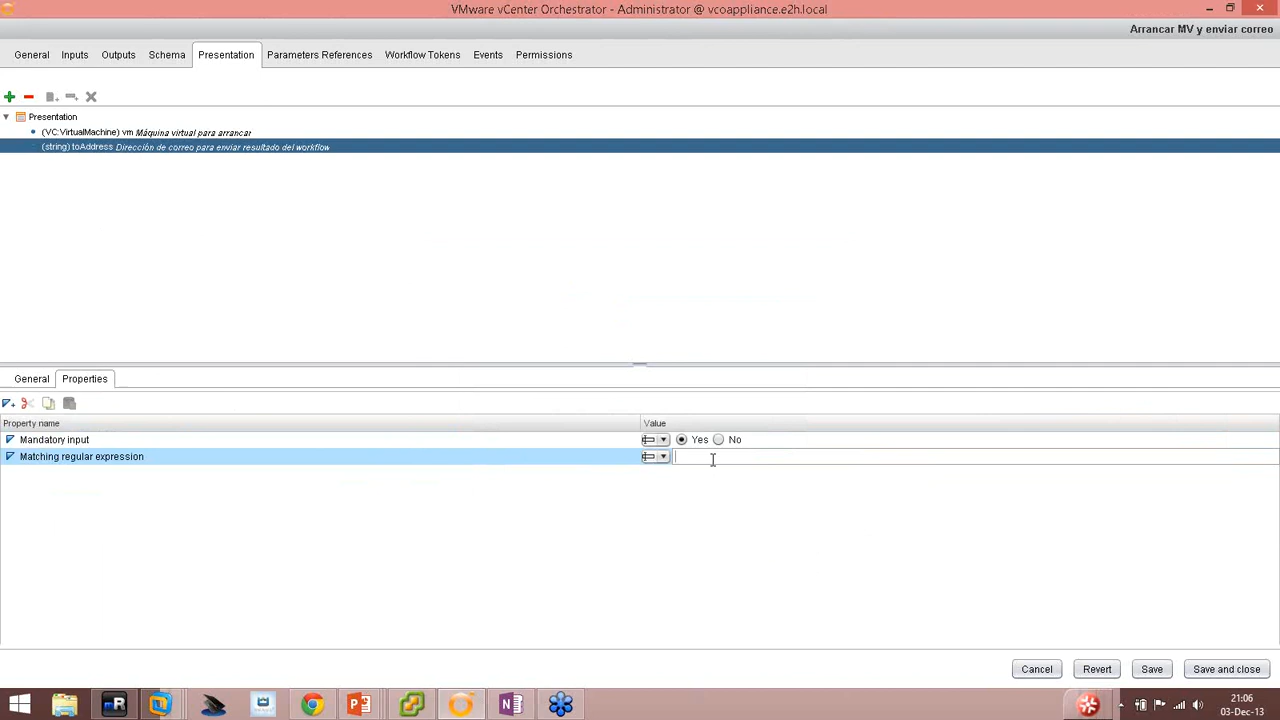 VMware vCenter Orchestrator - Administrator @ vcoappliance.e2h.local
Arrancar MV y enviar correo
General Inputs Outputs Schema Presentation Parameters References Workflow Tokens Events Permissions
Presentation
(VC:VirtualMachine) vm Máquina virtual para arrancar
(string) toAddress Dirección de correo para enviar resultado del workflow
General Properties
Property name Value
Mandatory input Yes No
Matching regular expression
Cancel Revert Save Save and close
21:06
03-Dec-13